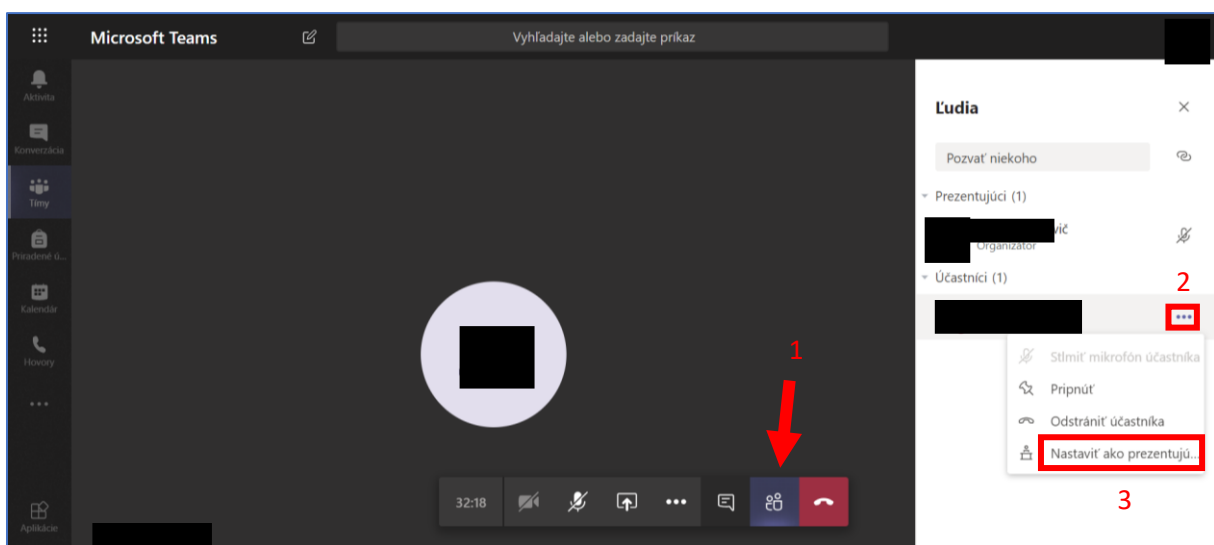 Microsoft Teams
Vyhľadajte alebo zadajte príkaz
Aktivita
Konverzácia
Tímy
Priradené ú...
Kalendár
Hovory
Aplikácie
1
32:18
Ľudia
Pozvať niekoho
Prezentujúci (1)
vič
Organizátor
Účastníci (1)
2
Stlmiť mikrofón účastníka
Pripnúť
Odstrániť účastníka
Nastaviť ako prezentujú...
3